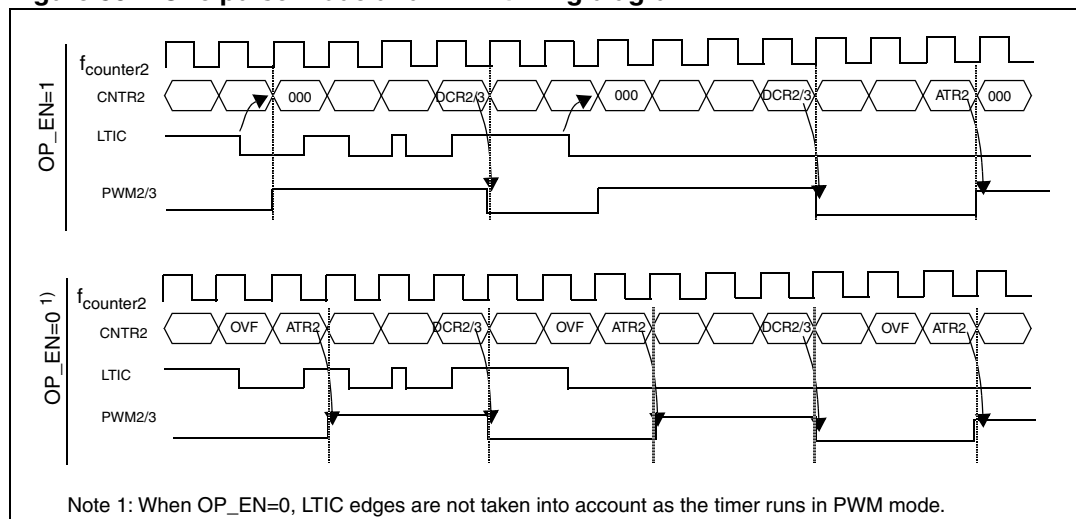 OP_EN=1
f counter2
CNTR2 000 DCR2/3 000 DCR2/3 ATR2 000
LTIC
PWM2/3
OP_EN=0 1)
f counter2
CNTR2 OVF ATR2 DCR2/3 OVF ATR2 DCR2/3 OVF ATR2
LTIC
PWM2/3
Note 1: When OP_EN=0, LTIC edges are not taken into account as the timer runs in PWM mode.